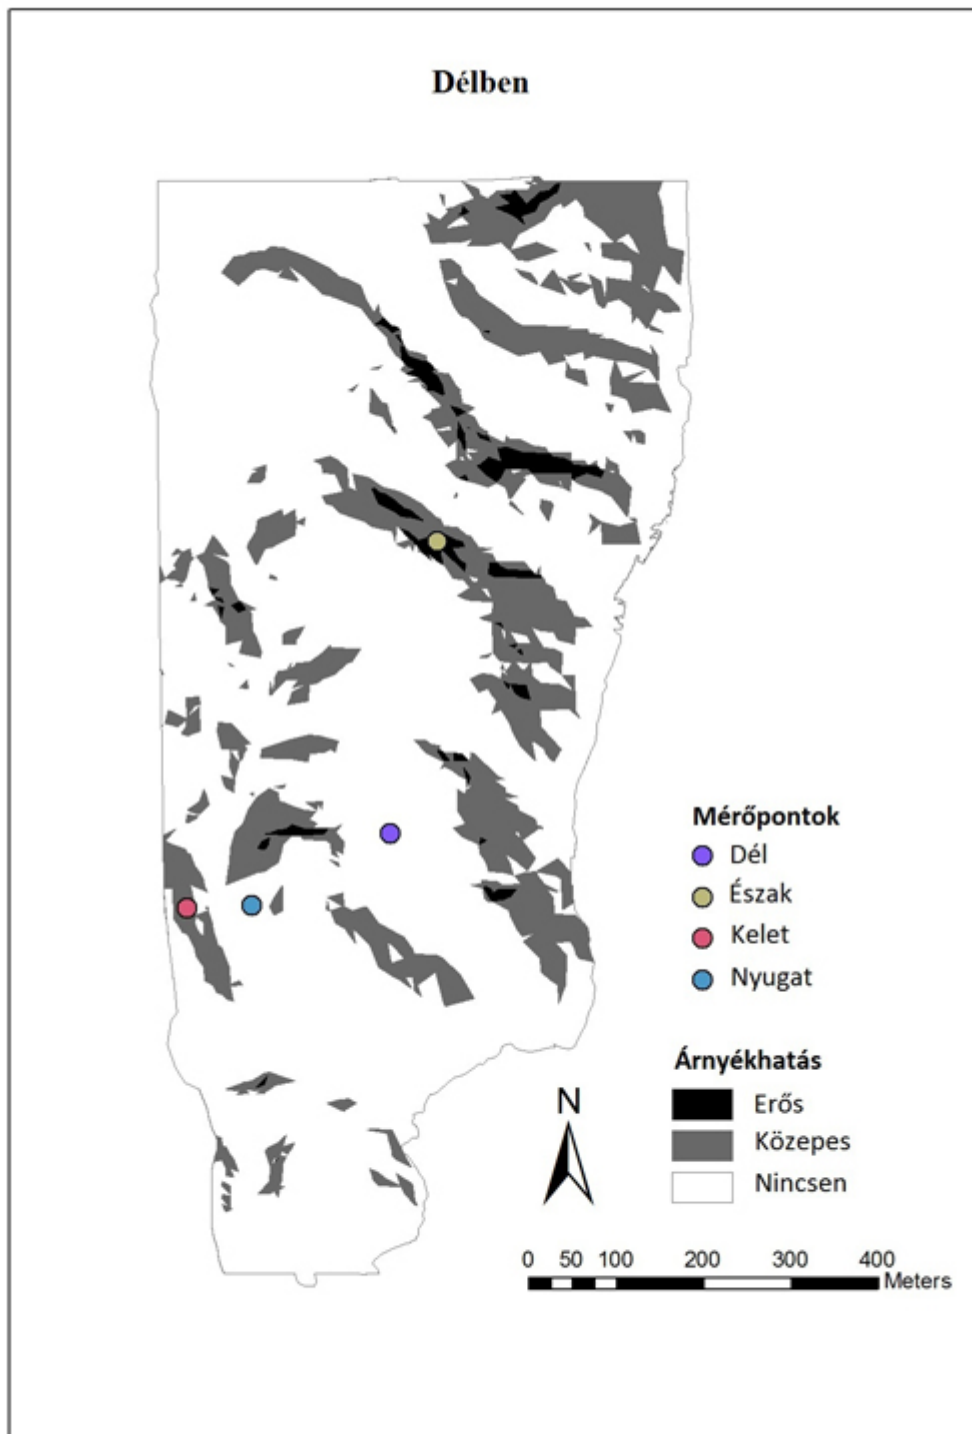 Délben
Mérőpontok
Dél
Észak
Kelet
Nyugat
Árnyékhatás
Erős
Közepes
Nincsen
N
0 50 100 200 300 400
Meters